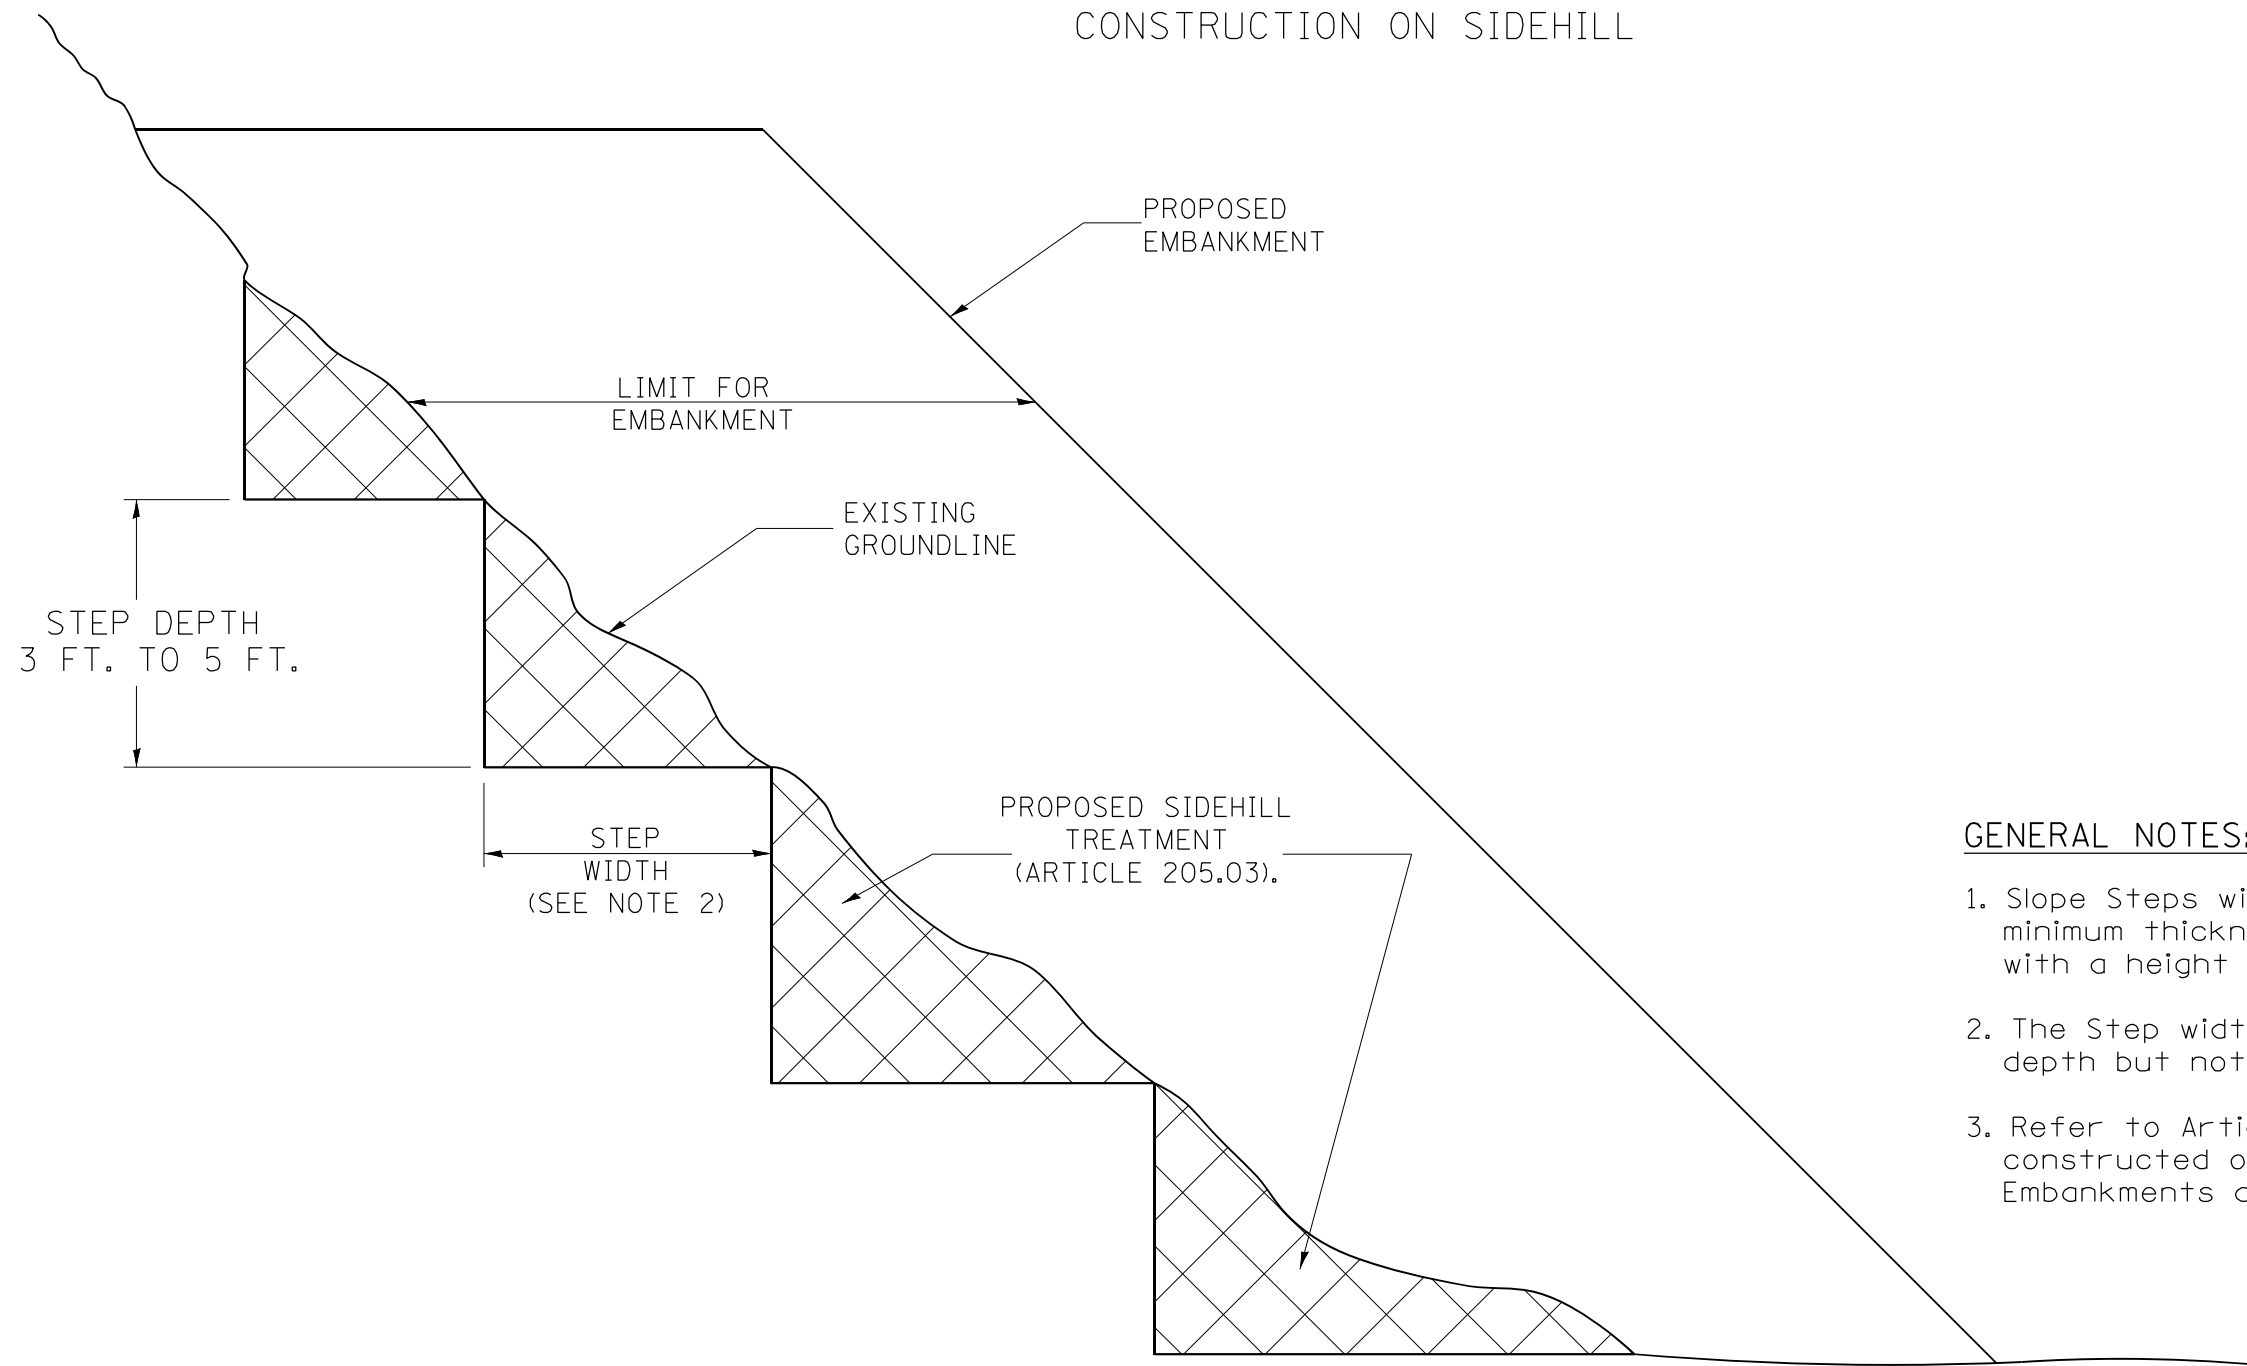 CONSTRUCTION ON SIDEHILL
PROPOSED
EMBANKMENT
LIMIT FOR
EMBANKMENT
EXISTING
GROUNDLINE
STEP DEPTH
3 FT. TO 5 FT.
STEP
WIDTH
(SEE NOTE 2)
PROPOSED SIDEHILL
TREATMENT
(ARTICLE 205.03).
GENERAL NOTES:
1. Slope Steps
minimum
with a height
2. The Step
depth but not
3. Refer to
constructed
Embankments